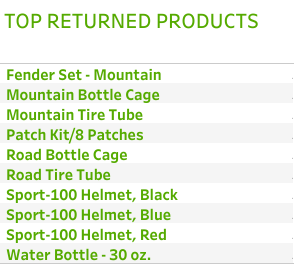 TOP RETURNED PRODUCTS
Fender Set - Mountain
Mountain Bottle Cage
Mountain Tire Tube
Patch Kit/8 Patches
Road Bottle Cage
Road Tire Tube
Sport-100 Helmet, Black
Sport-100 Helmet, Blue
Sport-100 Helmet, Red
Water Bottle - 30 oz.